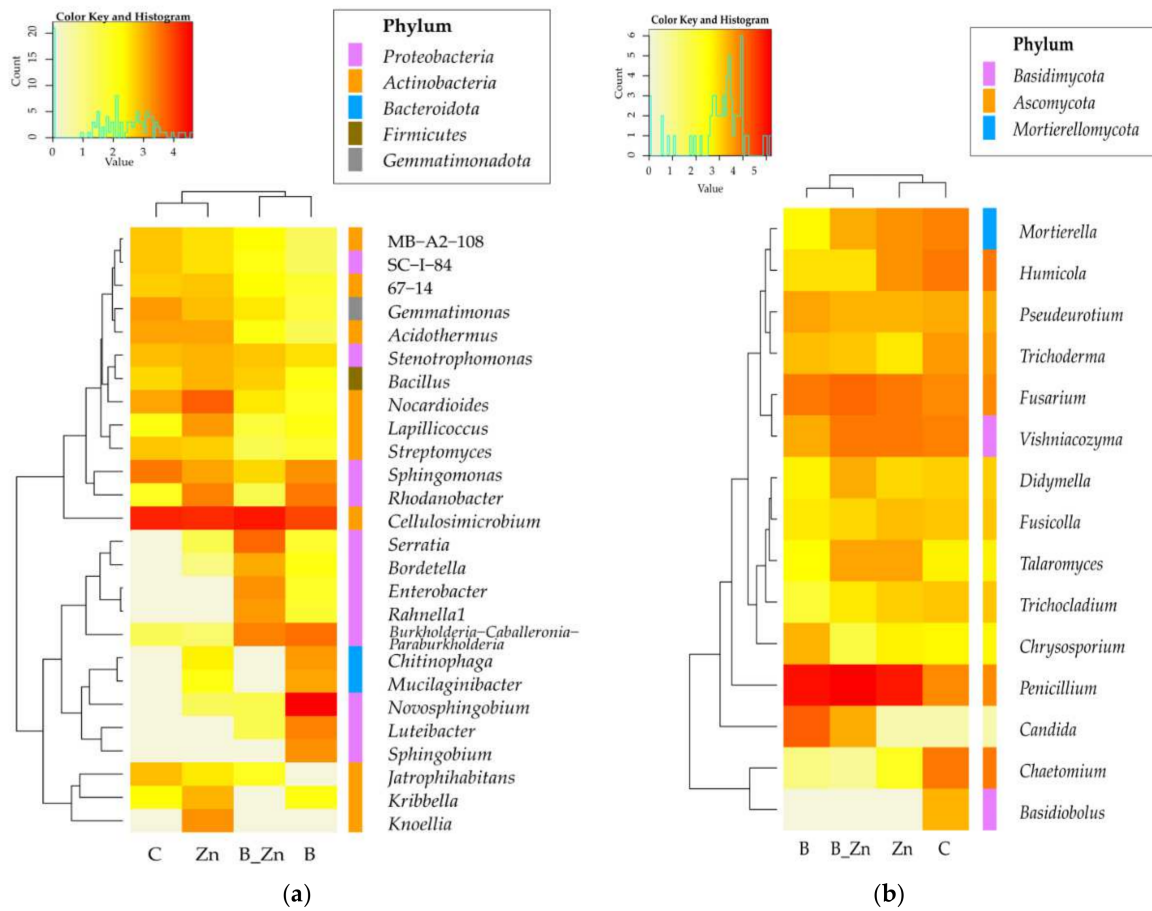 Color Key and Histogram
Count
0 5 10 15 20
0 1 2 3 4
Value
Phylum
Proteobacteria
Actinobacteria
Bacteroidota
Firmicutes
Gemmatimonadota
MB-A2-108
SC-I-84
67-14
Gemmatimonas
Acidothermus
Stenotrophomonas
Bacillus
Nocardioides
Lapillicoccus
Streptomyces
Sphingomonas
Rhodanobacter
Cellulosimicrobium
Serratia
Bordetella
Enterobacter
Rahnella1
Burkholderia-Caballeronia-
Paraburkholderia
Chitinophaga
Mucilaginibacter
Novosphingobium
Luteibacter
Sphingobium
Jatrophihabitans
Kribbella
Knoellia
C Zn B_Zn B
(a)
Color Key and Histogram
Count
0 1 2 3 4 5 6
0 1 2 3 4 5
Value
Phylum
Basidimycota
Ascomycota
Mortierellomycota
Mortierella
Humicola
Pseudeurotium
Trichoderma
Fusarium
Vishniacozyma
Didymella
Fusicolla
Talaromyces
Trichocladium
Chrysosporium
Penicillium
Candida
Chaetomium
Basidiobolus
B B_Zn Zn C
(b)